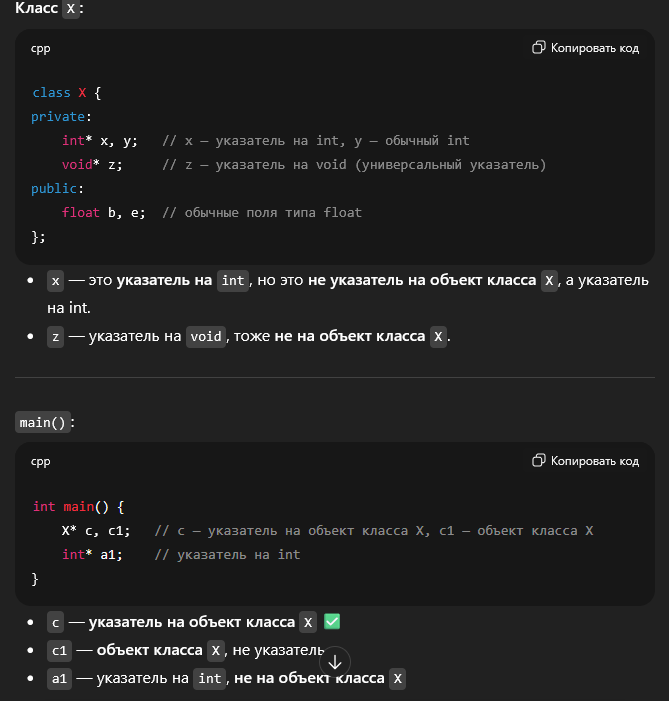 Класс X:
cpp
Копировать код
class X {
private:
    int* x, y;   // x — указатель на int, y — обычный int
    void* z;     // z — указатель на void (универсальный указатель)
public:
    float b, e;  // обычные поля типа float
};
• x — это указатель на int, но это не указатель на объект класса X, а указатель
на int.
• z — указатель на void, тоже не на объект класса X.
main():
cpp
Копировать код
int main() {
    X* c, c1;   // c — указатель на объект класса X, c1 — объект класса X
    int* a1;    // указатель на int
}
• c — указатель на объект класса X ✅
• c1 — объект класса X, не указатель
• a1 — указатель на int, не на объект класса X